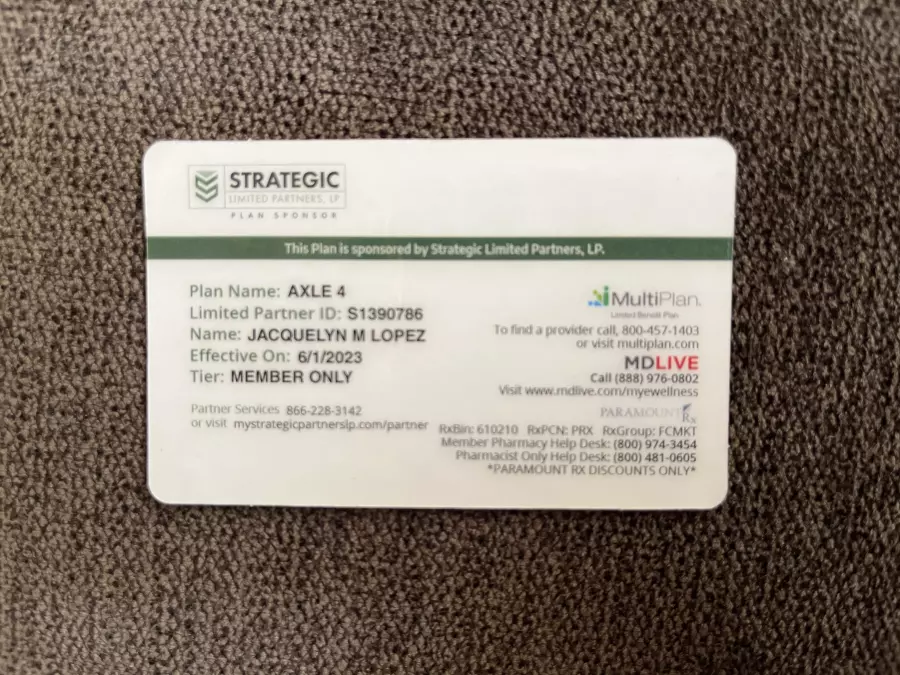 STRATEGIC
LIMITED PARTNERS, LP
PLAN SPONSOR
This Plan is sponsored by Strategic Limited Partners, LP.
Plan Name: AXLE 4
Limited Partner ID: S1390786
Name: JACQUELYN M LOPEZ
Effective On: 6/1/2023
Tier: MEMBER ONLY
Partner Services 866-228-3142
or visit mystrategicpartnerslp.com/partner
MultiPlan.
Limited Benefit Plan
To find a provider call, 800-457-1403
or visit multiplan.com
MDLIVE
Call (888) 976-0802
Visit www.mdlive.com/myewellness
PARAMOUNT Rx
RxBin: 610210 RxPCN: PRX RxGroup: FCMKT
Member Pharmacy Help Desk: (800) 974-3454
Pharmacist Only Help Desk: (800) 481-0605
*PARAMOUNT RX DISCOUNTS ONLY*